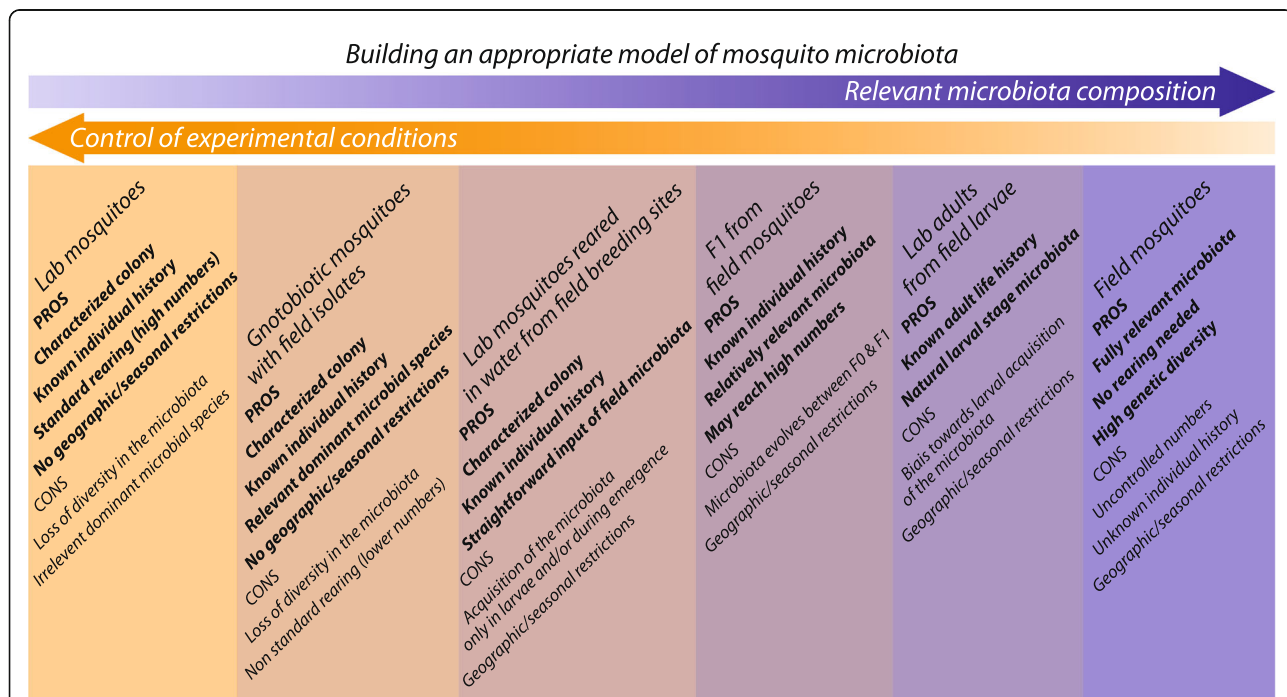 Building an appropriate model of mosquito microbiota
Relevant microbiota composition
Control of experimental conditions
Lab mosquitoes
PROS
Characterized colony
Known individual history
Standard rearing (high numbers)
No geographic/seasonal restrictions
CONS
Loss of diversity in the microbiota
Irrelevent dominant microbial species
Gnotobiotic mosquitoes
with field isolates
PROS
Characterized colony
Known individual history
Relevant dominant microbial species
No geographic/seasonal restrictions
CONS
Loss of diversity in the microbiota
Non standard rearing (lower numbers)
Lab mosquitoes reared
in water from field breeding sites
PROS
Characterized colony
Known individual history
Straightforward input of field microbiota
CONS
Acquisition of the microbiota
only in larvae and/or during emergence
Geographic/seasonal restrictions
F1 from
field mosquitoes
PROS
Known individual history
Relatively relevant microbiota
May reach high numbers
CONS
Microbiota evolves between F0 & F1
Geographic/seasonal restrictions
Lab adults
from field larvae
PROS
Known adult life history
Natural larval stage microbiota
CONS
Biais towards larval acquisition
of the microbiota
Geographic/seasonal restrictions
Field mosquitoes
PROS
Fully relevant microbiota
No rearing needed
High genetic diversity
CONS
Uncontrolled numbers
Unknown individual history
Geographic/seasonal restrictions